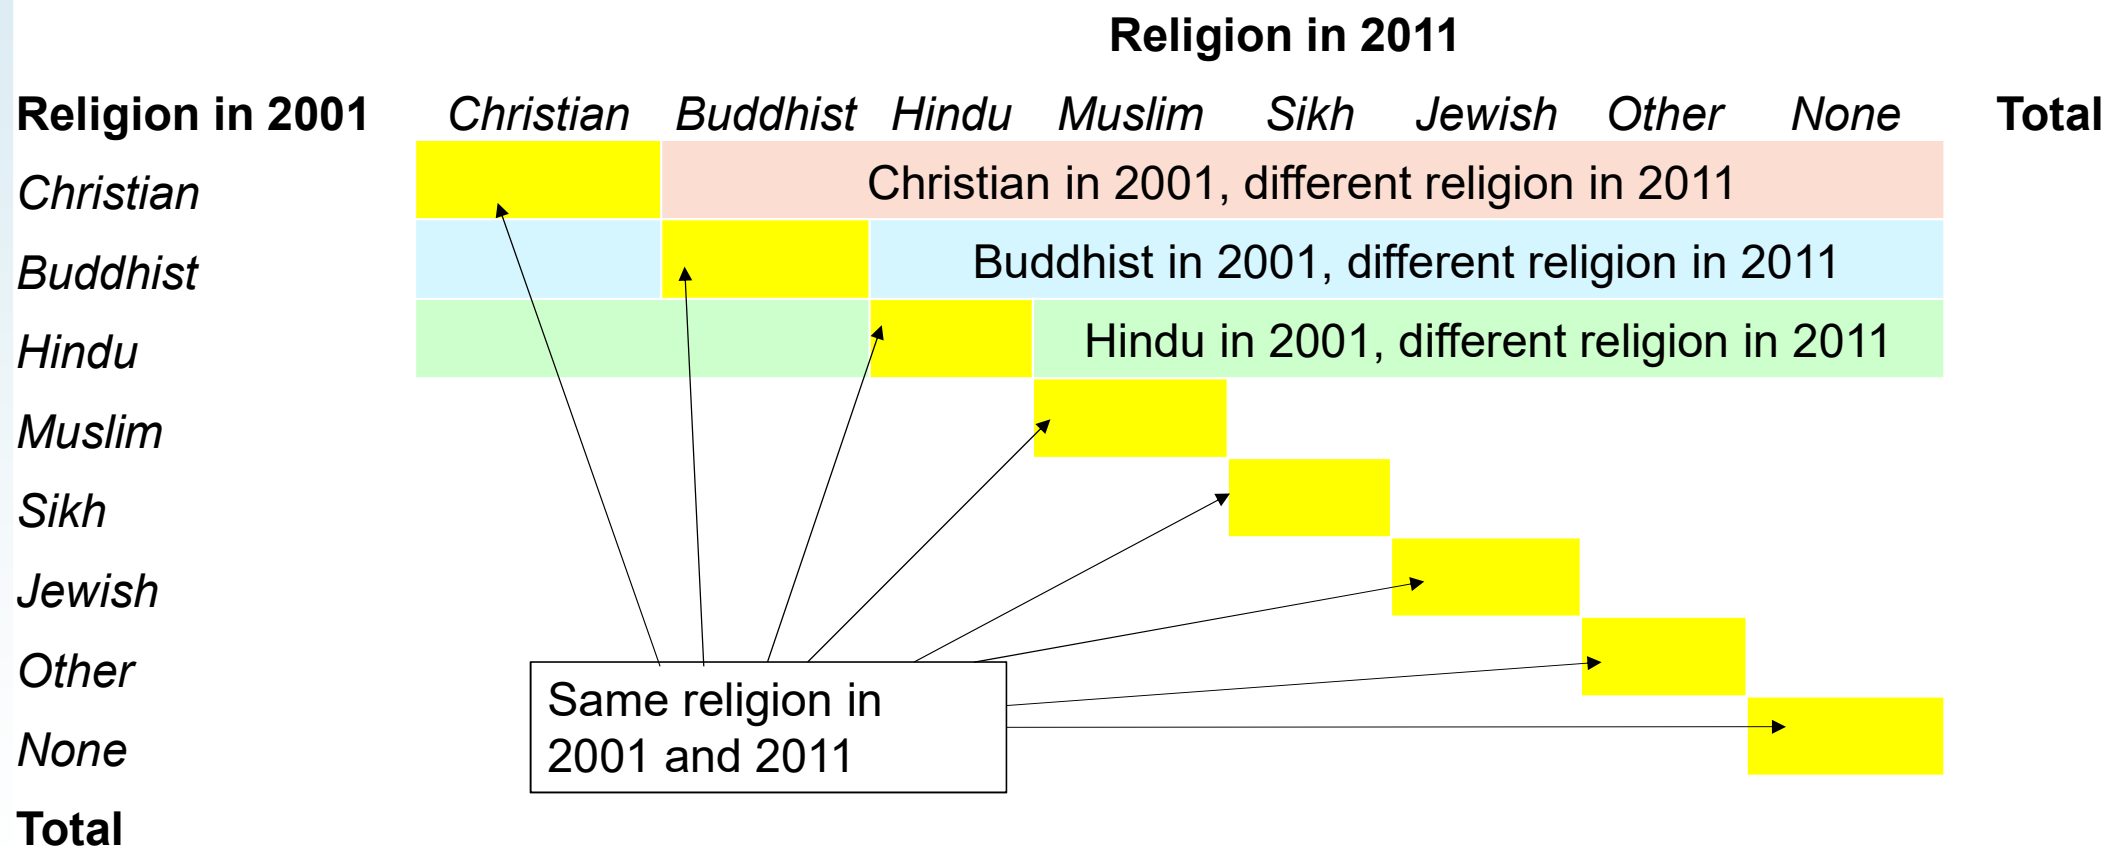 Religion in 2011
Religion in 2001 Christian Buddhist Hindu Muslim Sikh Jewish Other None Total
Christian Christian in 2001, different religion in 2011
Buddhist Buddhist in 2001, different religion in 2011
Hindu Hindu in 2001, different religion in 2011
Muslim
Sikh
Jewish
Other
None
Same religion in
2001 and 2011
Total